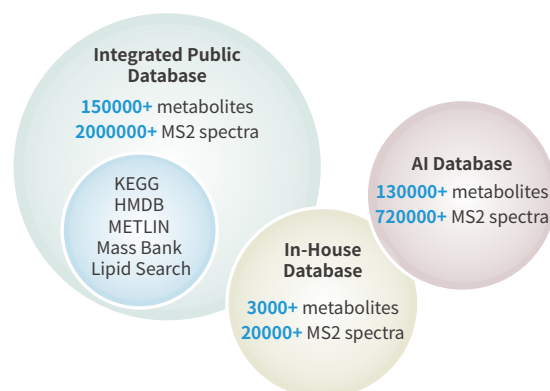 Integrated Public
Database
150000+ metabolites
2000000+ MS2 spectra
KEGG
HMDB
METLIN
Mass Bank
Lipid Search
AI Database
130000+ metabolites
720000+ MS2 spectra
In-House
Database
3000+ metabolites
20000+ MS2 spectra